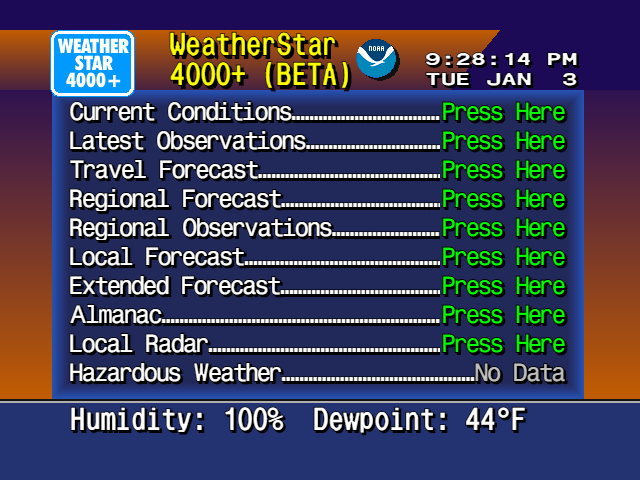 WEATHER
STAR
4000+
WeatherStar
4000+ (BETA)
NOAA
9:28:14 PM
TUE JAN 3
Current Conditions......................Press Here
Latest Observations....................Press Here
Travel Forecast...........................Press Here
Regional Forecast........................Press Here
Regional Observations................Press Here
Local Forecast.............................Press Here
Extended Forecast........................Press Here
Almanac.........................................Press Here
Local Radar..................................Press Here
Hazardous Weather............................No Data
Humidity: 100% Dewpoint: 44°F